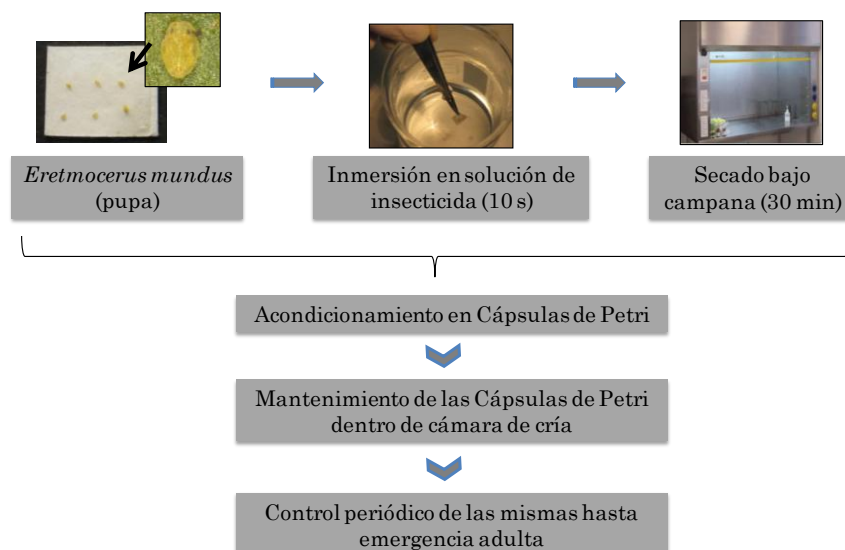 Eretmocerus mundus
(pupa)
Inmersión en solución de
insecticida (10 s)
Secado bajo
campana (30 min)
Acondicionamiento en Cápsulas de Petri
Mantenimiento de las Cápsulas de Petri
dentro de cámara de cría
Control periódico de las mismas hasta
emergencia adulta